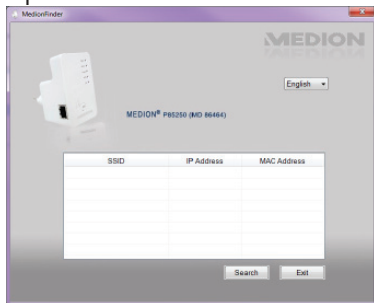 MedionFinder
MEDION
English
MEDION® P85250 (MD 86464)
SSID IP Address MAC Address
Search Exit